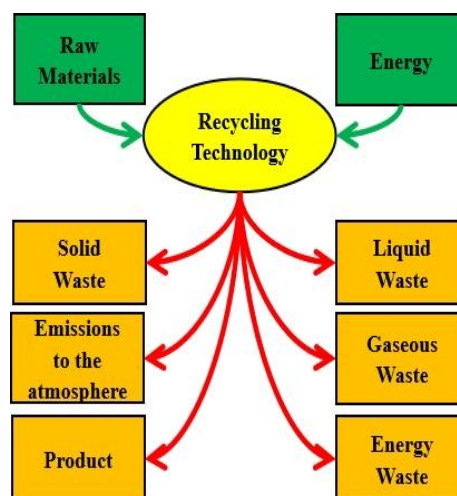 Raw
Materials
Energy
Recycling
Technology
Solid
Waste
Liquid
Waste
Emissions
to the
atmosphere
Gaseous
Waste
Product
Energy
Waste